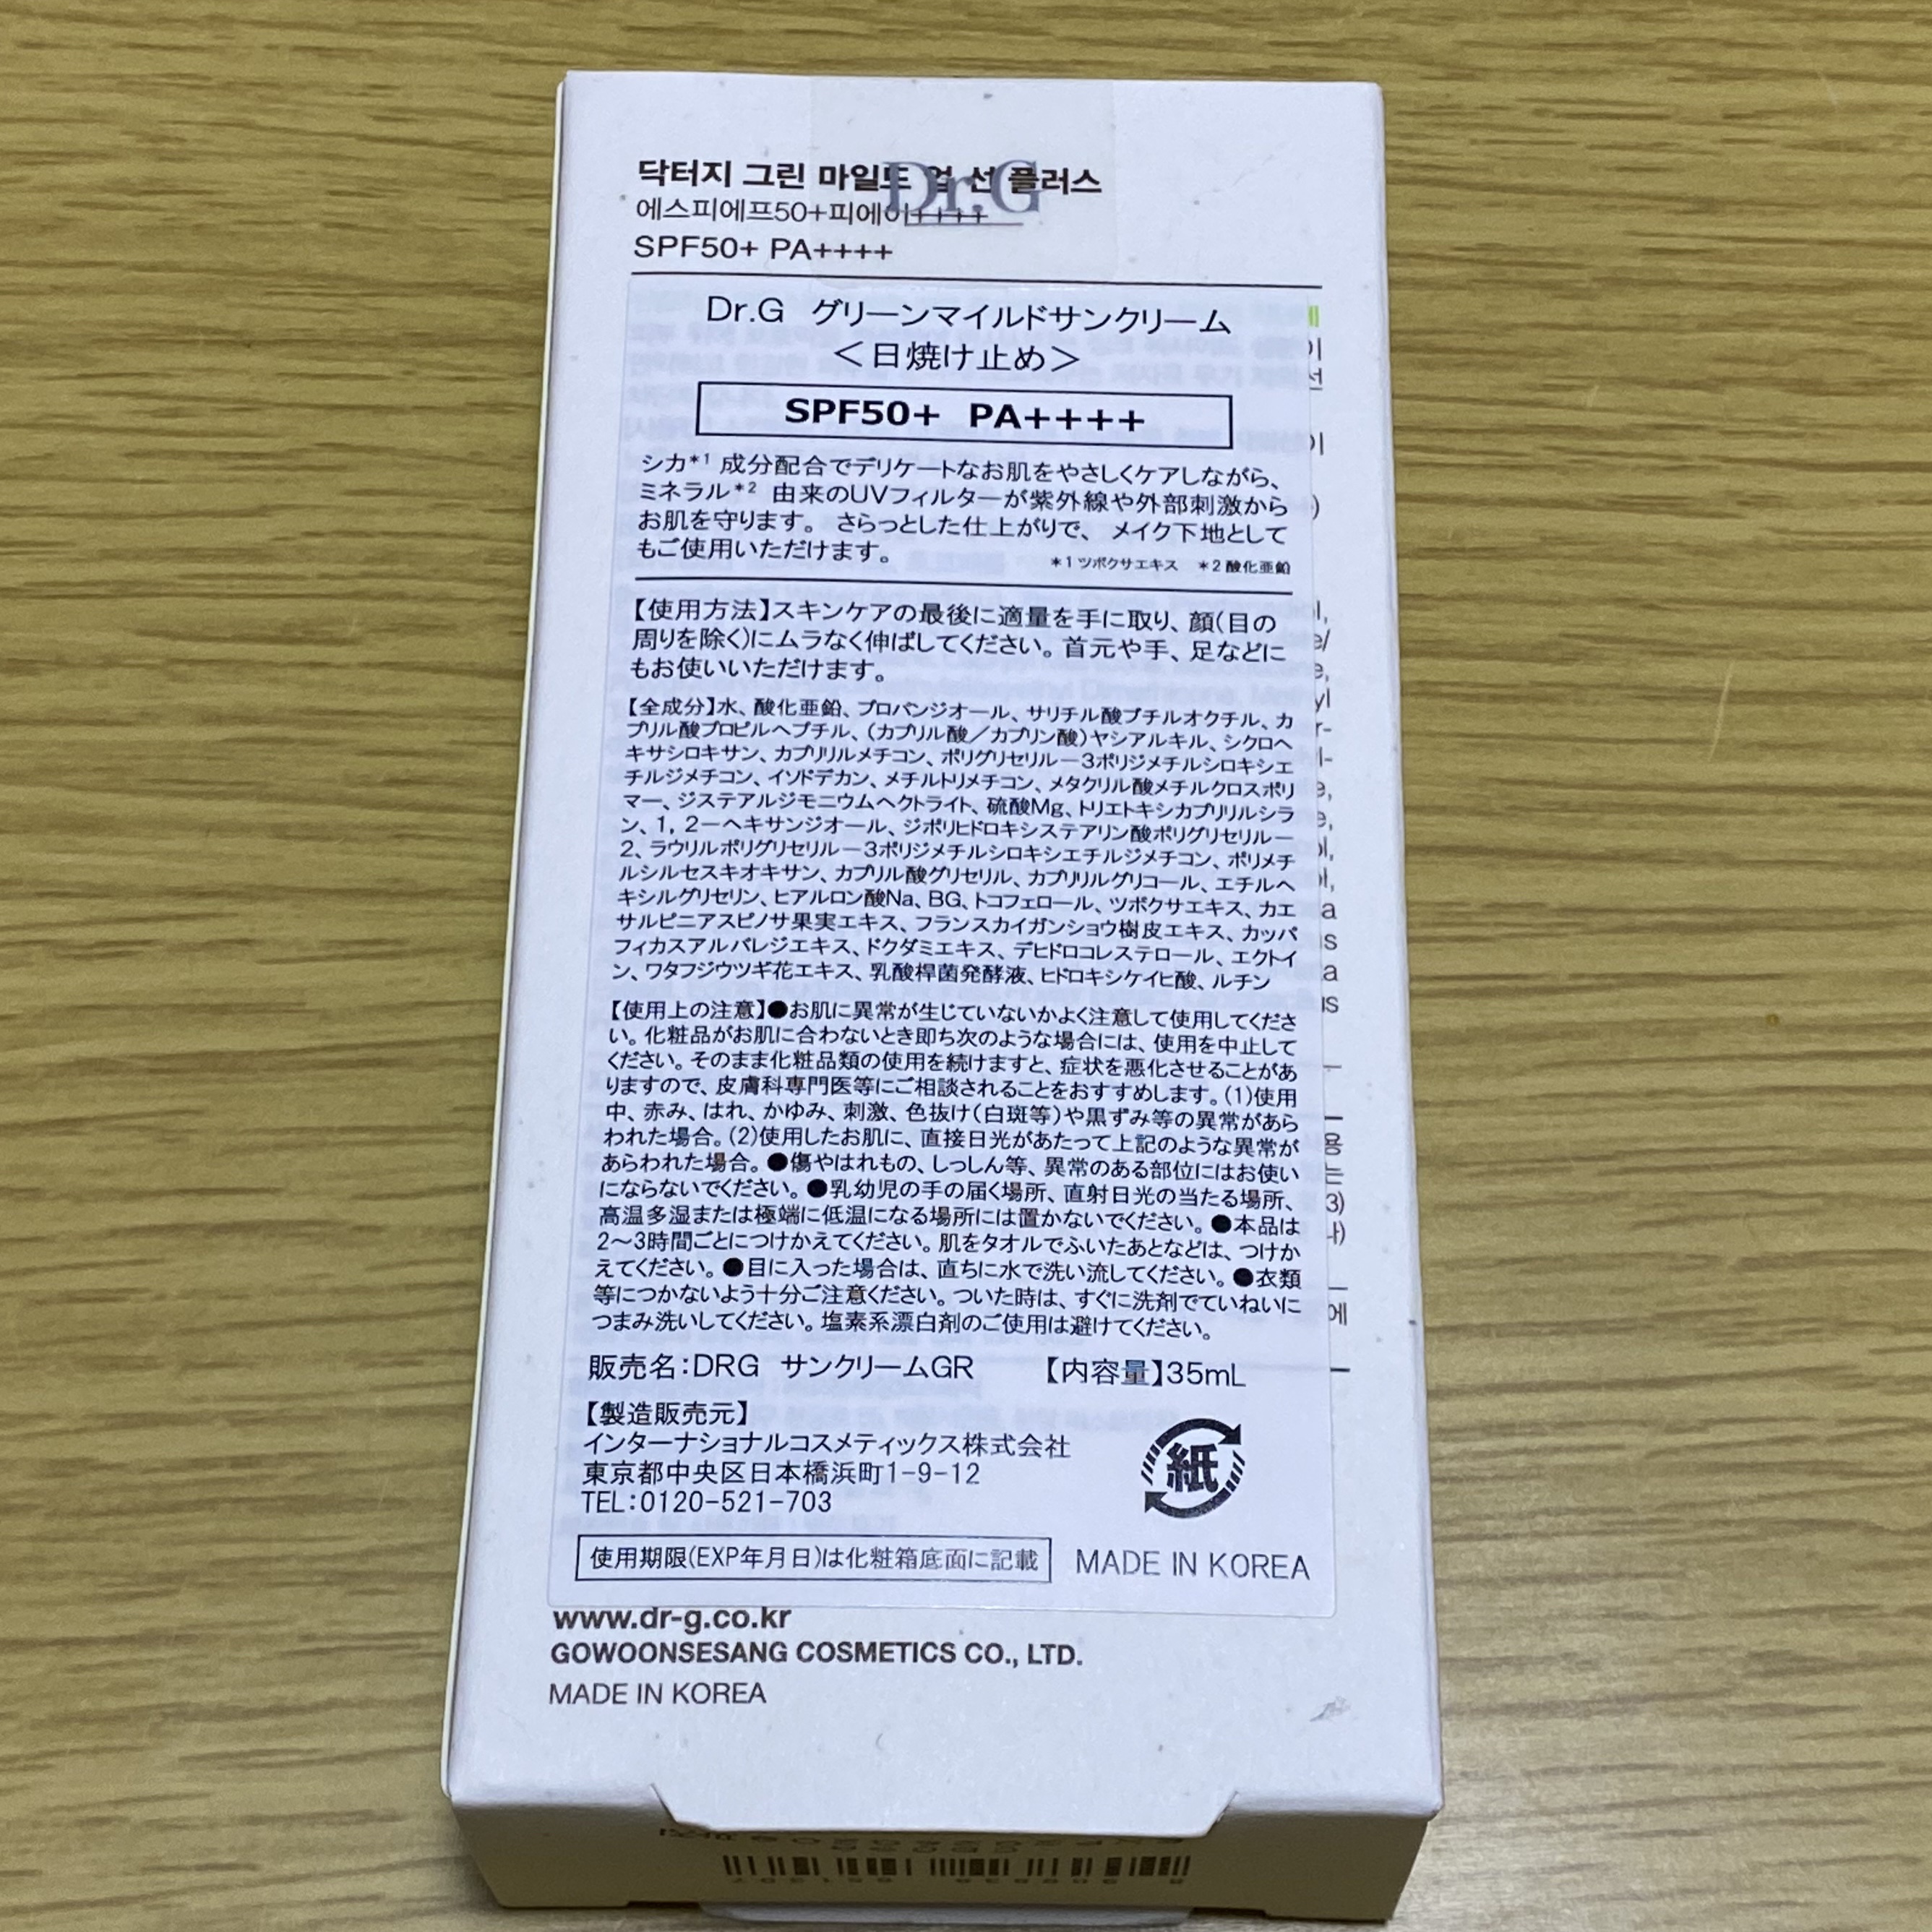 닥터지 그린 마일드 업 선 플러스
Dr.G
에스피에프50+피에이++++
SPF50+ PA++++
Dr.G グリーンマイルドサンクリーム
＜日焼け止め＞
SPF50+ PA++++
シカ*1 成分配合でデリケートなお肌をやさしくケアしながら、
ミネラル*2 由来のUVフィルターが紫外線や外部刺激から
お肌を守ります。さらっとした仕上がりで、メイク下地として
もご使用いただけます。
*1ツボクサエキス *2酸化亜鉛
【使用方法】スキンケアの最後に適量を手に取り、顔(目の
周りを除く)にムラなく伸ばしてください。首元や手、足などに
もお使いいただけます。
【全成分】水、酸化亜鉛、プロパンジオール、サリチル酸ブチルオクチル、カ
プリル酸プロピルヘプチル、(カプリル酸／カプリン酸)ヤシアルキル、シクロヘ
キサシロキサン、カプリリルメチコン、ポリグリセリル－3ポリジメチルシロキシエ
チルジメチコン、イソドデカン、メチルトリメチコン、メタクリル酸メチルクロスポリ
マー、ジステアルジモニウムヘクトライト、硫酸Mg、トリエトキシカプリリルシラ
ン、1，2－ヘキサンジオール、ジポリヒドロキシステアリン酸ポリグリセリル－
2、ラウリルポリグリセリル－3ポリジメチルシロキシエチルジメチコン、ポリメチ
ルシルセスキオキサン、カプリル酸グリセリル、カプリリルグリコール、エチルヘ
キシルグリセリン、ヒアルロン酸Na、BG、トコフェロール、ツボクサエキス、カエ
サルピニアスピノサ果実エキス、フランスカイガンショウ樹皮エキス、カッパ
フィカスアルバレジエキス、ドクダミエキス、デヒドロコレステロール、エクトイ
ン、ワタフジウツギ花エキス、乳酸桿菌発酵液、ヒドロキシケイヒ酸、ルチン
【使用上の注意】●お肌に異常が生じていないかよく注意して使用してくださ
い。化粧品がお肌に合わないとき即ち次のような場合には、使用を中止して
ください。そのまま化粧品類の使用を続けますと、症状を悪化させることがあ
りますので、皮膚科専門医等にご相談されることをおすすめします。(1)使用
中、赤み、はれ、かゆみ、刺激、色抜け(白斑等)や黒ずみ等の異常があら
われた場合。(2)使用したお肌に、直接日光があたって上記のような異常が
あらわれた場合。●傷やはれもの、しっしん等、異常のある部位にはお使い
にならないでください。●乳幼児の手の届く場所、直射日光の当たる場所、
高温多湿または極端に低温になる場所には置かないでください。●本品は
2～3時間ごとにつけかえてください。肌をタオルでふいたあとなどは、つけか
えてください。●目に入った場合は、直ちに水で洗い流してください。●衣類
等につかないよう十分ご注意ください。ついた時は、すぐに洗剤でていねいに
つまみ洗いしてください。塩素系漂白剤のご使用は避けてください。
販売名：DRG サンクリームGR 【内容量】35mL
【製造販売元】
インターナショナルコスメティックス株式会社
東京都中央区日本橋浜町1-9-12
TEL:0120-521-703
紙
使用期限(EXP年月日)は化粧箱底面に記載 MADE IN KOREA
www.dr-g.co.kr
GOWOONSESANG COSMETICS CO., LTD.
MADE IN KOREA